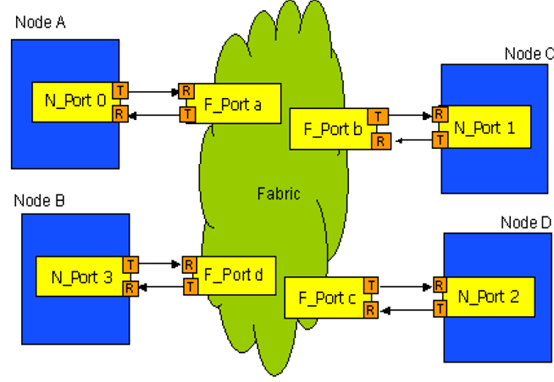 Node A
Node C
N_Port 0
T
R
R
T
F_Port a
F_Port b
T
R
R
T
N_Port 1
Fabric
Node B
Node D
N_Port 3
T
R
R
T
F_Port d
F_Port c
T
R
R
T
N_Port 2